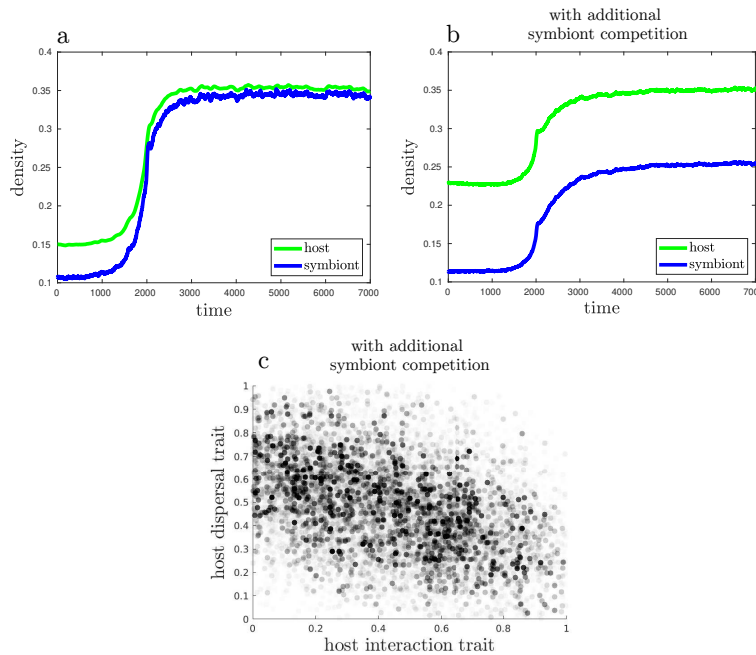 a
0.4
0.35
0.3
0.25
0.2
0.15
0.1
density
host
symbiont
0 1000 2000 3000 4000 5000 6000 7000
time
with additional
symbiont competition
b
0.4
0.35
0.3
0.25
0.2
0.15
0.1
density
host
symbiont
0 1000 2000 3000 4000 5000 6000 7000
time
with additional
symbiont competition
c
1
0.9
0.8
0.7
0.6
0.5
0.4
0.3
0.2
0.1
0
host dispersal trait
0 0.2 0.4 0.6 0.8 1
host interaction trait